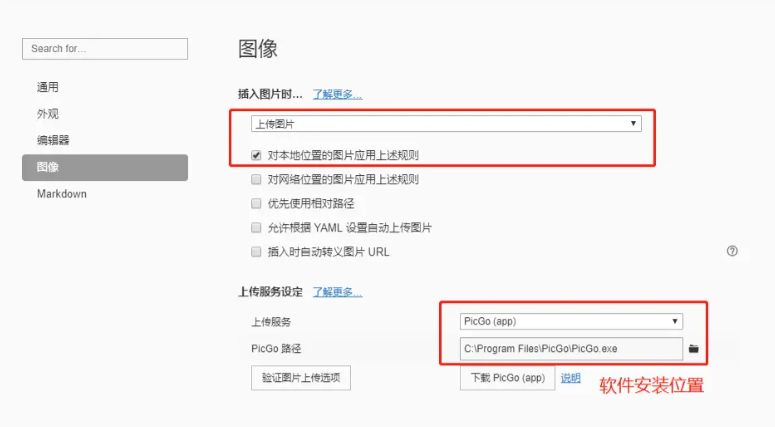 图像
Search for...
插入图片时... 了解更多...
通用
上传图片
外观
编辑器
对本地位置的图片应用上述规则
图像
对网络位置的图片应用上述规则
Markdown
优先使用相对路径
允许根据 YAML 设置自动上传图片
插入时自动转义图片 URL
上传服务设定 了解更多...
上传服务 PicGo (app)
PicGo 路径 C:\Program Files\PicGo\PicGo.exe
验证图片上传选项 下载 PicGo (app) 说明
软件安装位置